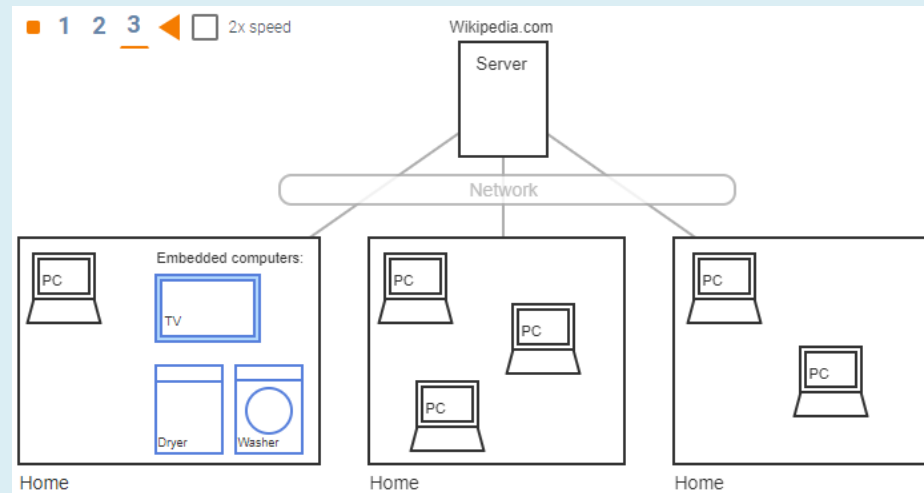 1 2 3 2x speed
Wikipedia.com
Server
Network
PC
Embedded computers:
TV
Dryer
Washer
Home
PC
PC
PC
Home
PC
PC
Home